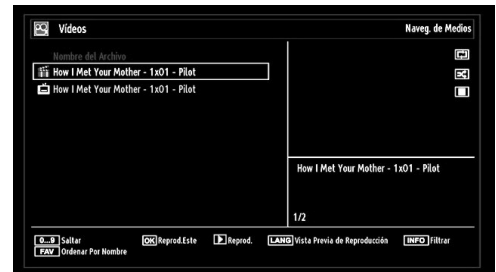 Vídeos
Naveg. de Medios
Nombre del Archivo
How I Met Your Mother - 1x01 - Pilot
How I Met Your Mother - 1x01 - Pilot
How I Met Your Mother - 1x01 - Pilot
1/2
0...9 Saltar
OK Reprod.Este
Reprod.
LANG Vista Previa de Reproducción
INFO Filtrar
FAV Ordenar Por Nombre